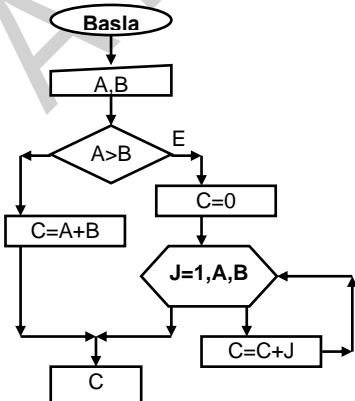 Basla
A,B
A>B
E
C=0
C=A+B
J=1,A,B
C=C+J
C